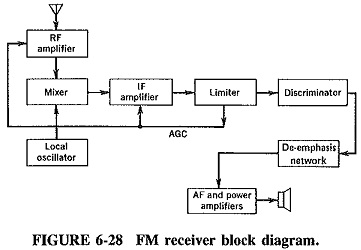 RF
amplifier
Mixer
IF
amplifier
Limiter
Discriminator
AGC
Local
oscillator
De-emphasis
network
AF and power
amplifiers
FIGURE 6-28 FM receiver block diagram.